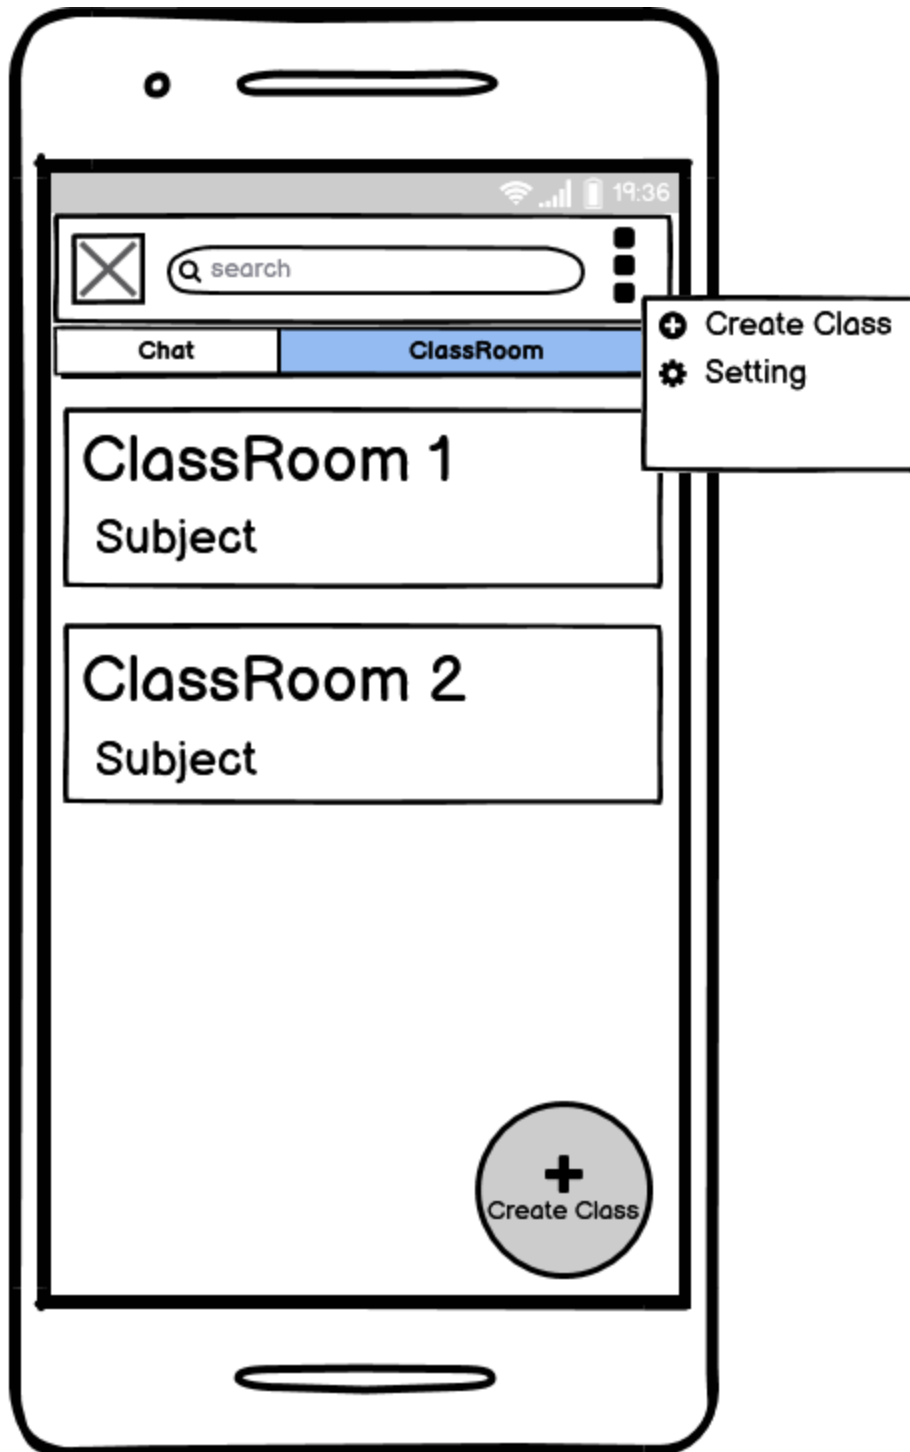 19:36
search
Create Class
Setting
Chat
ClassRoom
ClassRoom 1
Subject
ClassRoom 2
Subject
Create Class